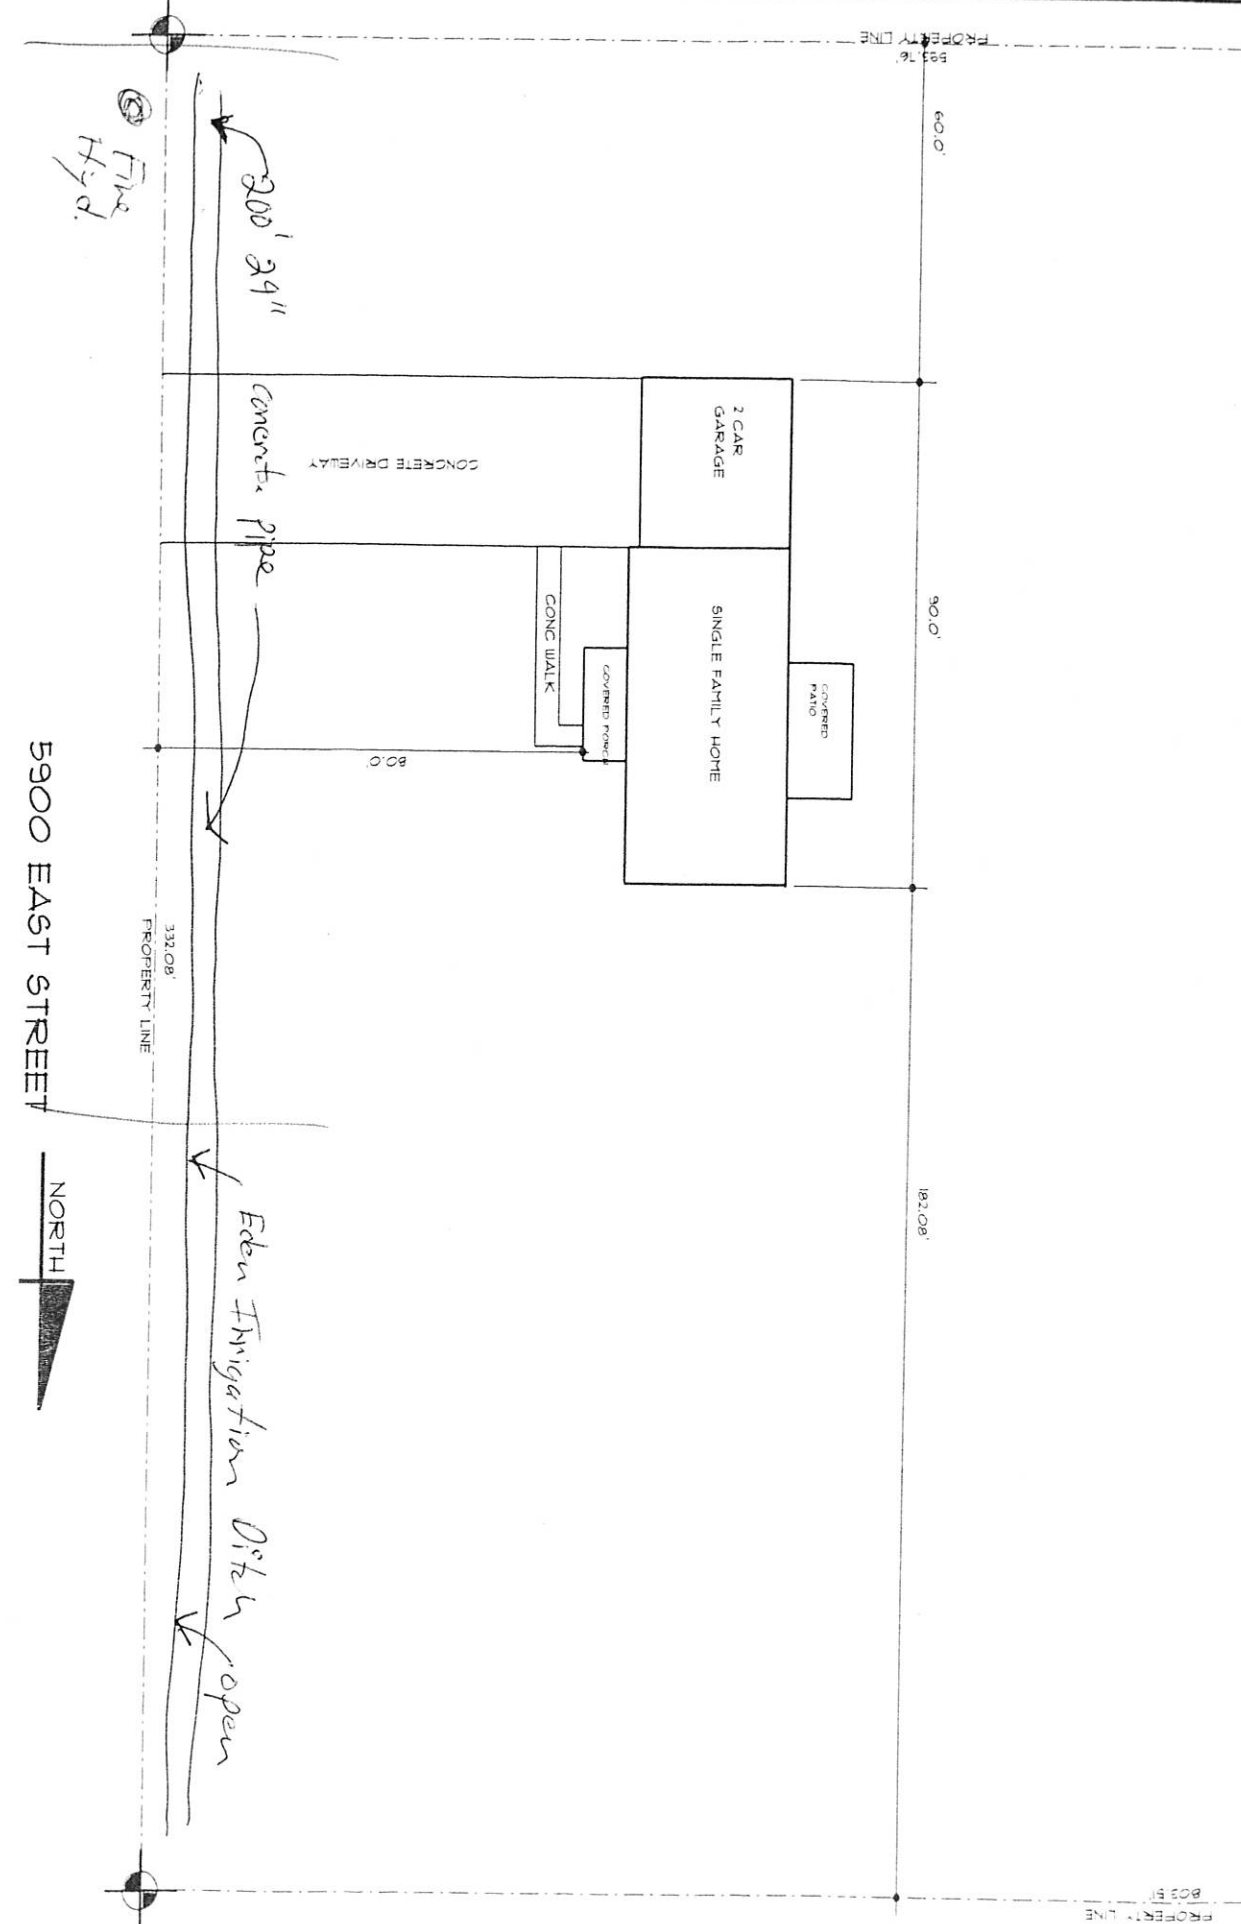 PROPERTY LINE
593.76'
60.0'
Fire
Hyd.
200' 24"
Concrete pipe
2 CAR
GARAGE
CONCRETE DRIVEWAY
90.0'
CONC WALK
COVERED PORCH
SINGLE FAMILY HOME
COVERED
PATIO
80.0'
5900 EAST STREET
332.08'
PROPERTY LINE
NORTH
182.08'
Eden Irrigation Ditch open
803.51'
PROPERTY LINE